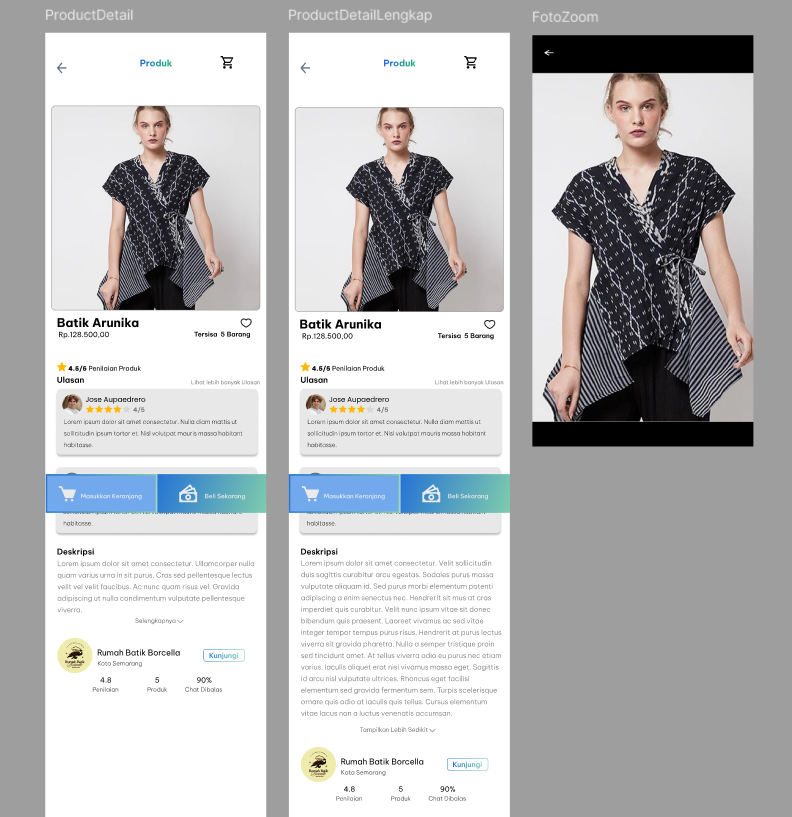 ProductDetail
Produk
Batik Arunika
Rp.128.500,00
Tersisa 5 Barang
4.5/5 Penilaian Produk
Ulasan
Lihat lebih banyak Ulasan
Jose Aupaedrero
4/5
Lorem ipsum dolor sit amet consectetur. Nulla diam mattis ut
sollicitudin ipsum tortor et. Nisl volutpat mauris massa habitant
habitasse.
Masukkan Keranjang
Beli Sekarang
habitasse.
Deskripsi
Lorem ipsum dolor sit amet consectetur. Ullamcorper nulla
quam varius urna in sit purus. Cras sed pellentesque lectus
velit vel velit faucibus. Ac nunc quam risus vel. Gravida
adipiscing ut nulla condimentum vulputate pellentesque
viverra.
Selengkapnya
Rumah Batik Borcella
Kota Semarang
Kunjungi
4.8
Penilaian
5
Produk
90%
Chat Dibalas
ProductDetailLengkap
Produk
Batik Arunika
Rp.128.500,00
Tersisa 5 Barang
4.5/5 Penilaian Produk
Ulasan
Lihat lebih banyak Ulasan
Jose Aupaedrero
4/5
Lorem ipsum dolor sit amet consectetur. Nulla diam mattis ut
sollicitudin ipsum tortor et. Nisl volutpat mauris massa habitant
habitasse.
Masukkan Keranjang
Beli Sekarang
habitasse.
Deskripsi
Lorem ipsum dolor sit amet consectetur. Velit sollicitudin
duis sagittis curabitur arcu egestas. Sodales purus massa
vulputate aliquam id. Sed purus morbi elementum potenti
adipiscing a enim senectus nec. Hendrerit sit mus at cras
imperdiet quis curabitur. Velit nunc ipsum vitae sit donec
bibendum quis praesent. Laoreet vivamus ac sed vitae
integer tempor tempus purus risus. Hendrerit at purus lectus
viverra sit gravida pharetra. Nulla a semper tristique proin
sed tincidunt amet. At tellus viverra odio eu purus nec etiam
varius. Iaculis aliquet erat nisi vivamus massa eget. Sagittis
id arcu nisl vulputate ultrices. Rhoncus eget facilisi
elementum sed gravida fermentum sem. Turpis scelerisque
ornare quis odio at iaculis sed tellus. Cursus elementum
vitae lacus non a luctus venenatis accumsan.
Tampilkan Lebih Sedikit
Rumah Batik Borcella
Kota Semarang
Kunjungi
4.8
Penilaian
5
Produk
90%
Chat Dibalas
FotoZoom